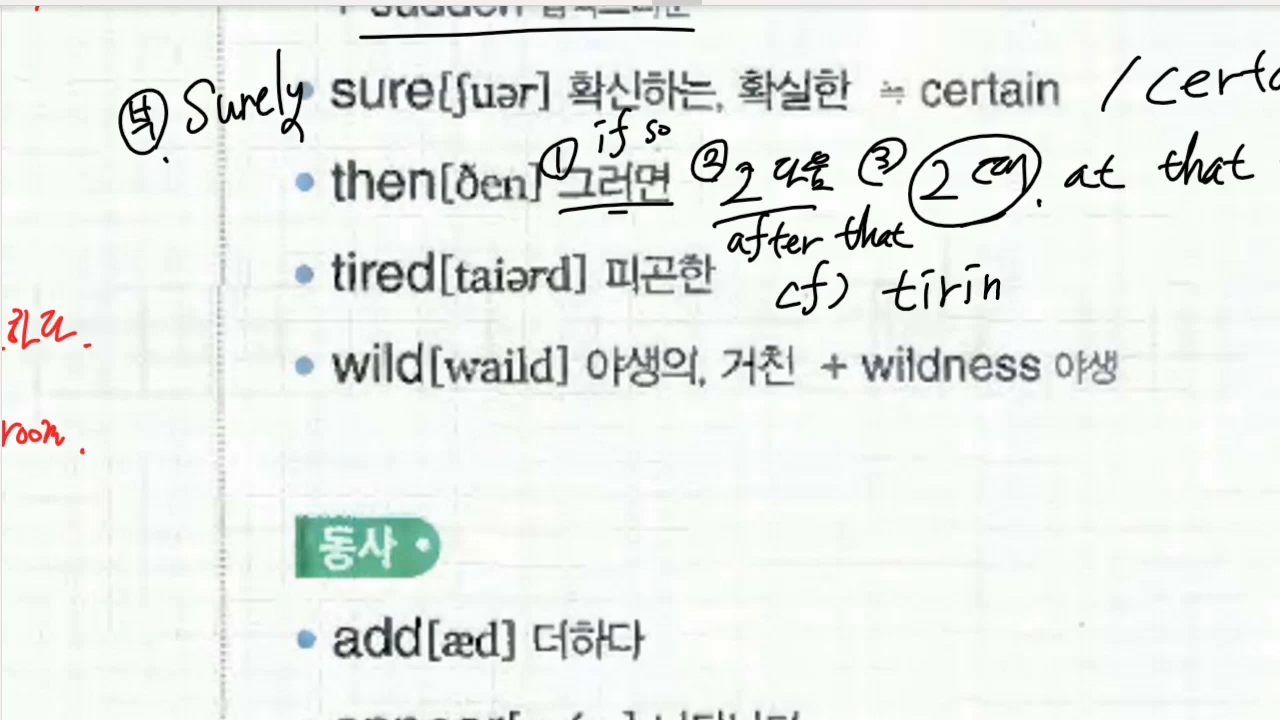 + sudden 갑작스러운
부 Surely • sure[ʃuər] 확신하는, 확실한 ≒ certain / certa
if so
• then[ðen] ① 그러면 ② 그 다음 ③ 그 때. at that
after that
• tired[taiərd] 피곤한 cf) tirin
한다.
• wild[waild] 야생의, 거친 + wildness 야생
room.
동사
• add[æd] 더하다